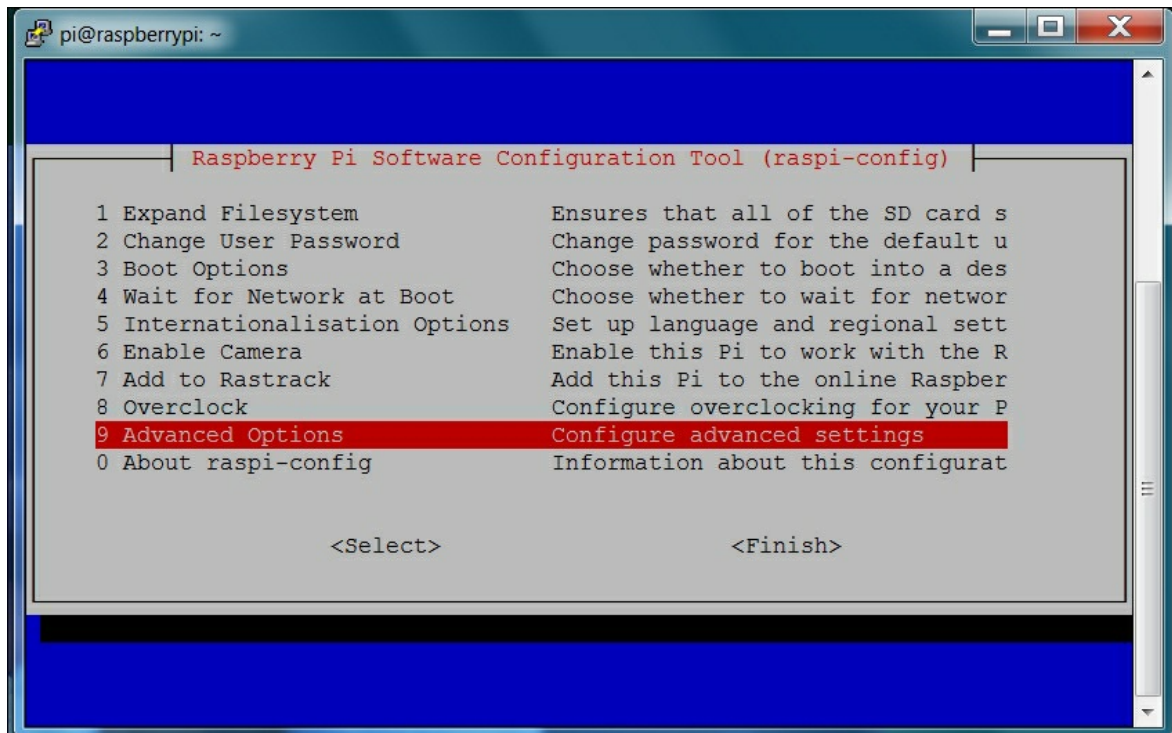 pi@raspberrypi: ~
Raspberry Pi Software Configuration Tool (raspi-config)
1 Expand Filesystem Ensures that all of the SD card s
2 Change User Password Change password for the default u
3 Boot Options Choose whether to boot into a des
4 Wait for Network at Boot Choose whether to wait for networ
5 Internationalisation Options Set up language and regional sett
6 Enable Camera Enable this Pi to work with the R
7 Add to Rastrack Add this Pi to the online Raspber
8 Overclock Configure overclocking for your P
9 Advanced Options Configure advanced settings
0 About raspi-config Information about this configurat
<Select> <Finish>